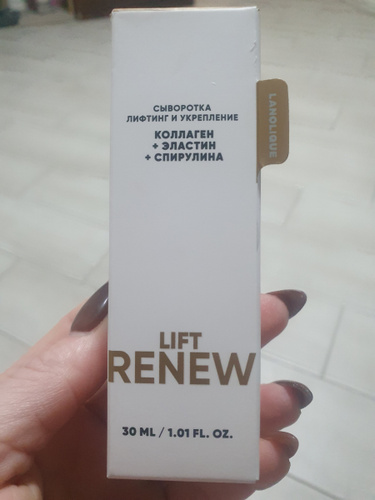 СЫВОРОТКА
ЛИФТИНГ И УКРЕПЛЕНИЕ
КОЛЛАГЕН
+ ЭЛАСТИН
+ СПИРУЛИНА
LANOLIQUE
LIFT
RENEW
30 ML / 1.01 FL. OZ.